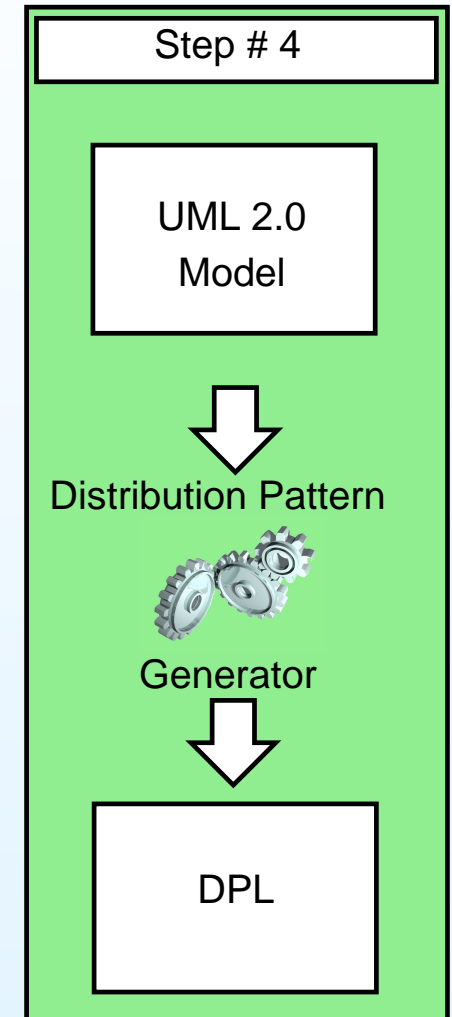 Step # 4
UML 2.0
Model
Distribution Pattern
Generator
DPL